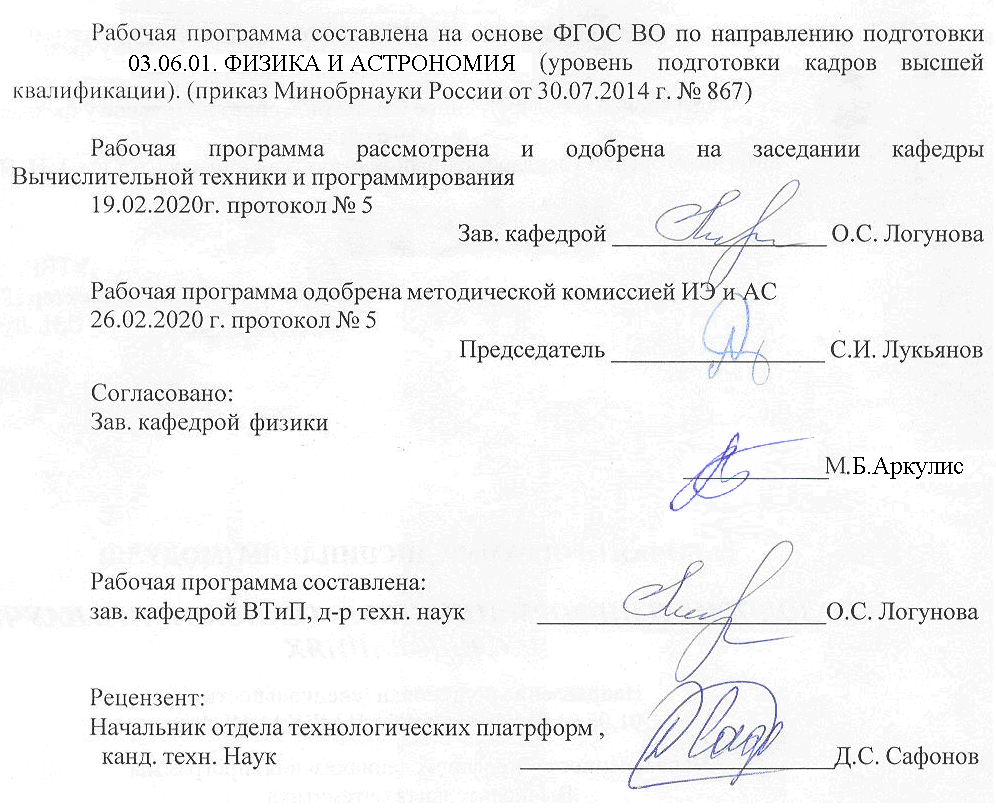 Рабочая программа составлена на основе ФГОС ВО по направлению подготовки
03.06.01. ФИЗИКА И АСТРОНОМИЯ (уровень подготовки кадров высшей
квалификации). (приказ Минобрнауки России от 30.07.2014 г. № 867)
Рабочая программа рассмотрена и одобрена на заседании кафедры
Вычислительной техники и программирования
19.02.2020г. протокол № 5
Зав. кафедрой ________________ О.С. Логунова
Рабочая программа одобрена методической комиссией ИЭ и АС
26.02.2020 г. протокол № 5
Председатель ________________ С.И. Лукьянов
Согласовано:
Зав. кафедрой физики
____________М.Б.Аркулис
Рабочая программа составлена:
зав. кафедрой ВТиП, д-р техн. наук ______________________О.С. Логунова
Рецензент:
Начальник отдела технологических платрформ ,
канд. техн. Наук ________________________Д.С. Сафонов